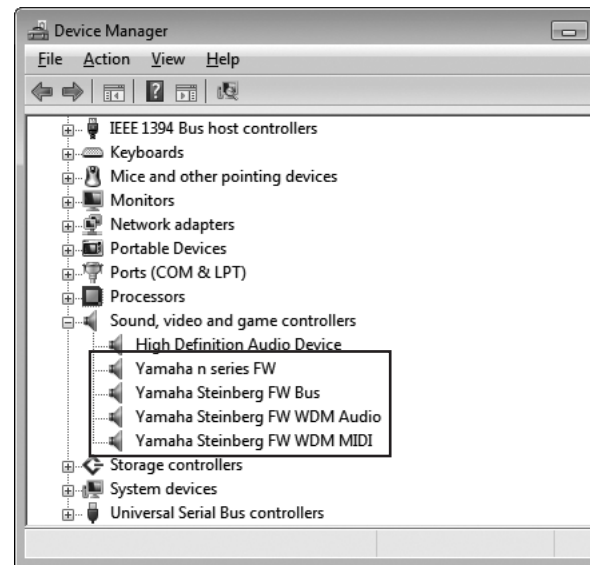 Device Manager
File Action View Help
IEEE 1394 Bus host controllers
Keyboards
Mice and other pointing devices
Monitors
Network adapters
Portable Devices
Ports (COM & LPT)
Processors
Sound, video and game controllers
High Definition Audio Device
Yamaha n series FW
Yamaha Steinberg FW Bus
Yamaha Steinberg FW WDM Audio
Yamaha Steinberg FW WDM MIDI
Storage controllers
System devices
Universal Serial Bus controllers